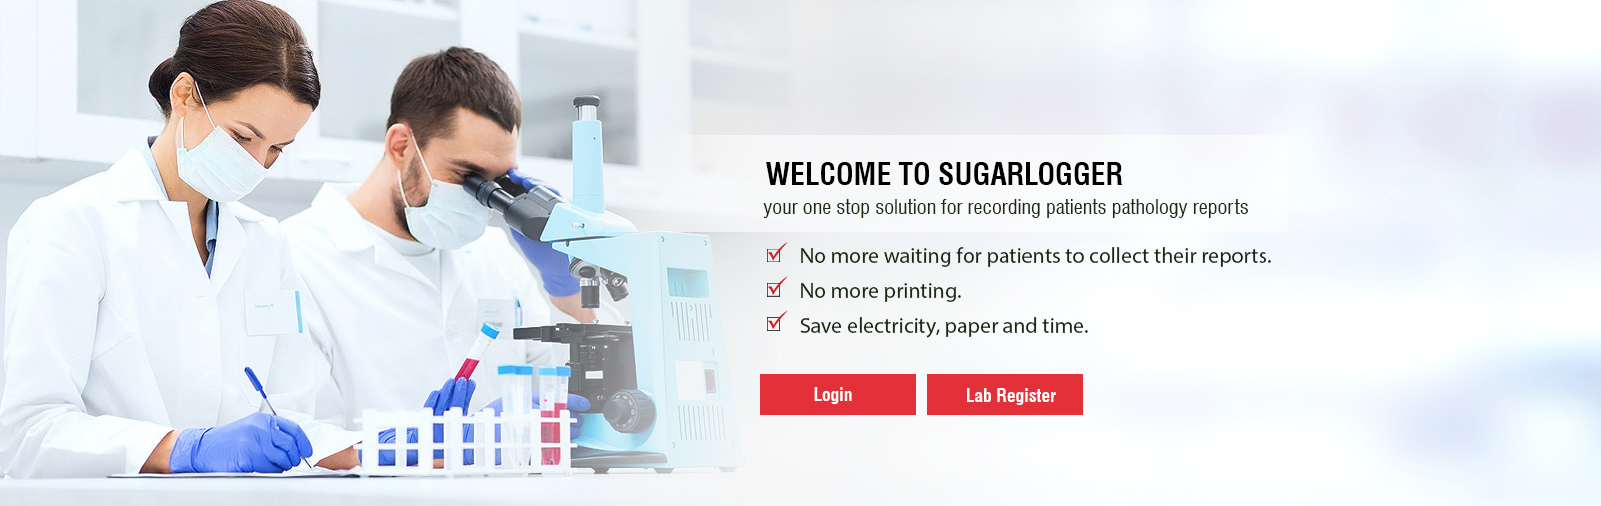 WELCOME TO SUGARLOGGER
your one stop solution for recording patients pathology reports
No more waiting for patients to collect their reports.
No more printing.
Save electricity, paper and time.
Login
Lab Register